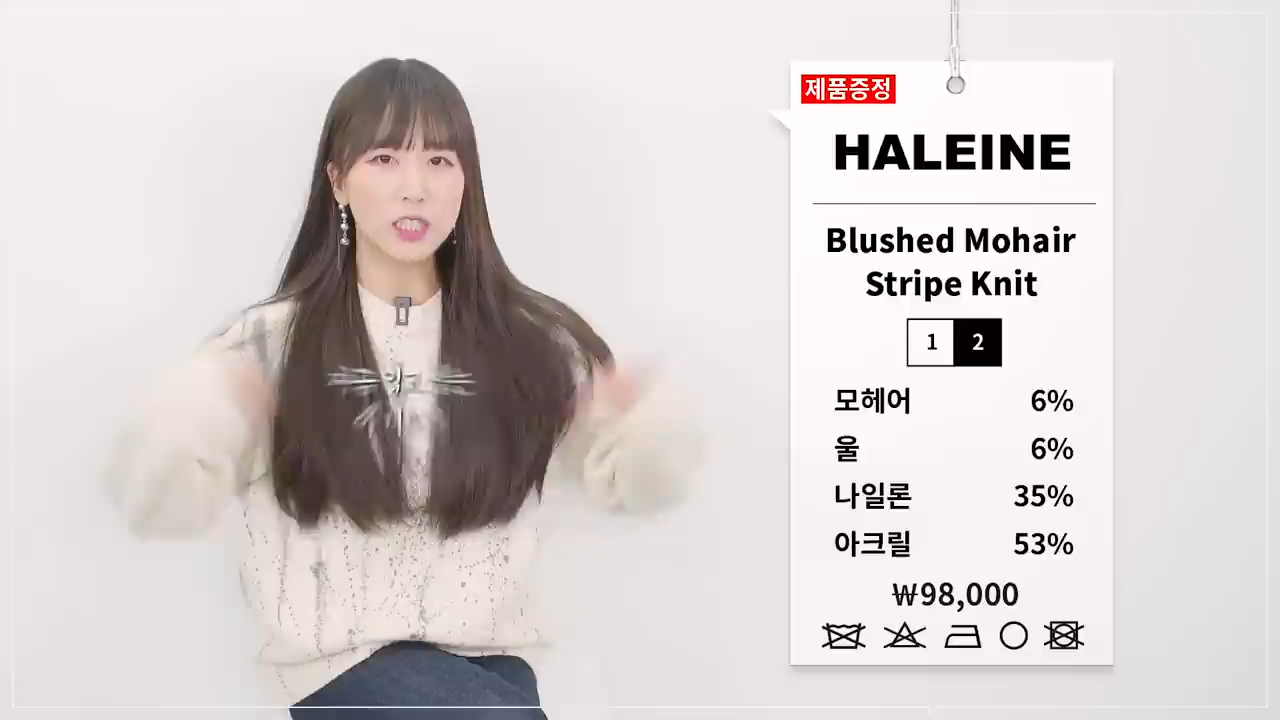 제품증정
HALEINE
Blushed Mohair
Stripe Knit
1 2
모헤어 6%
울 6%
나일론 35%
아크릴 53%
₩98,000